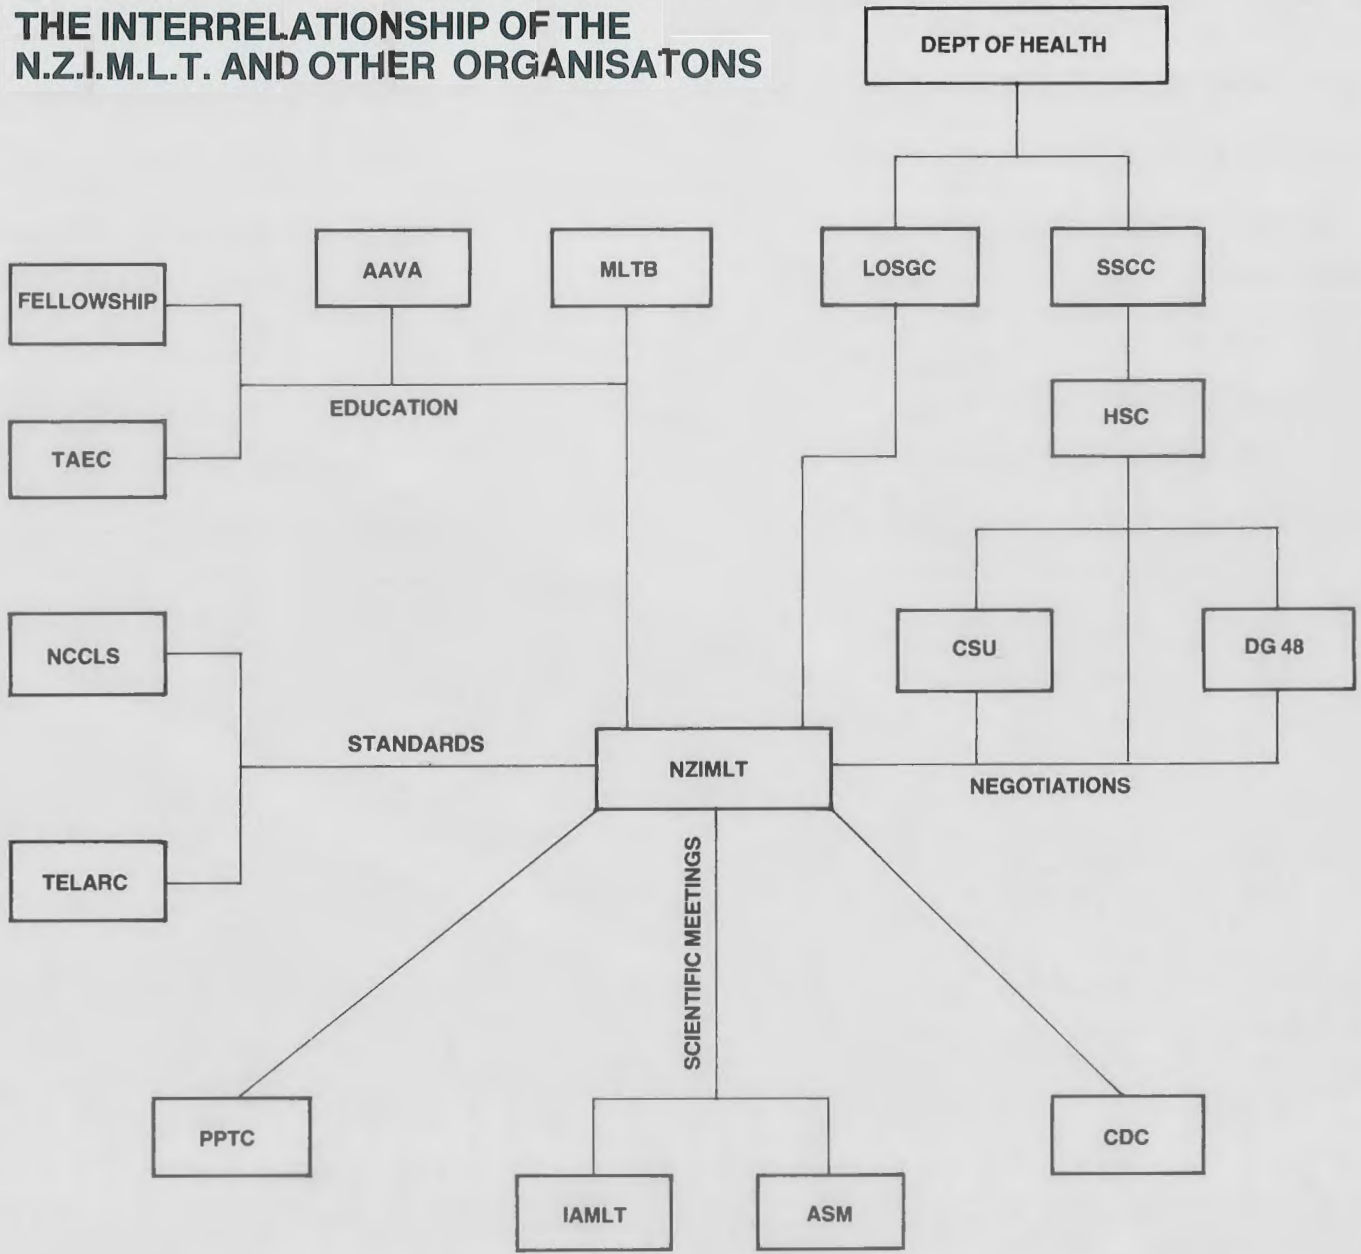 THE INTERRELATIONSHIP OF THE
N.Z.I.M.L.T. AND OTHER ORGANISATONS
DEPT OF HEALTH
AAVA
MLTB
LOSGC
SSCC
FELLOWSHIP
EDUCATION
HSC
TAEC
NCCLS
CSU
DG 48
STANDARDS
NZIMLT
NEGOTIATIONS
TELARC
SCIENTIFIC MEETINGS
PPTC
CDC
IAMLT
ASM